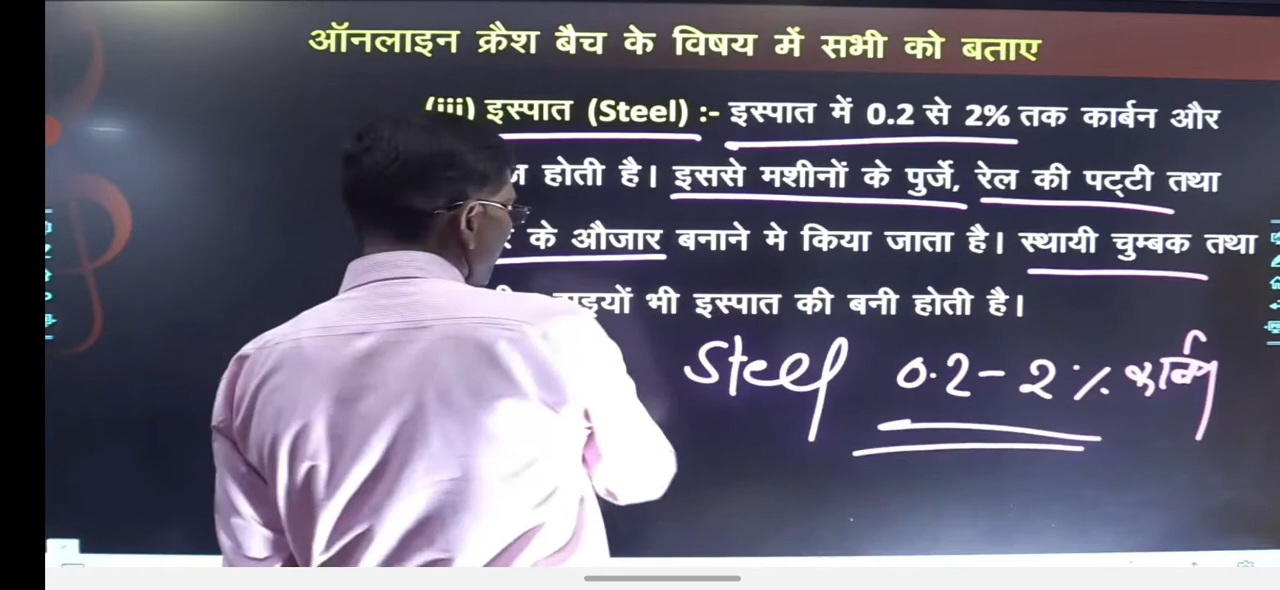 ऑनलाइन क्रैश बैच के विषय में सभी को बताए
(iii) इस्पात (Steel) :- इस्पात में 0.2 से 2% तक कार्बन और
होती है। इससे मशीनों के पुर्जे, रेल की पट्टी तथा
के औजार बनाने मे किया जाता है। स्थायी चुम्बक तथा
भी इस्पात की बनी होती है।
Steel 0.2-2%